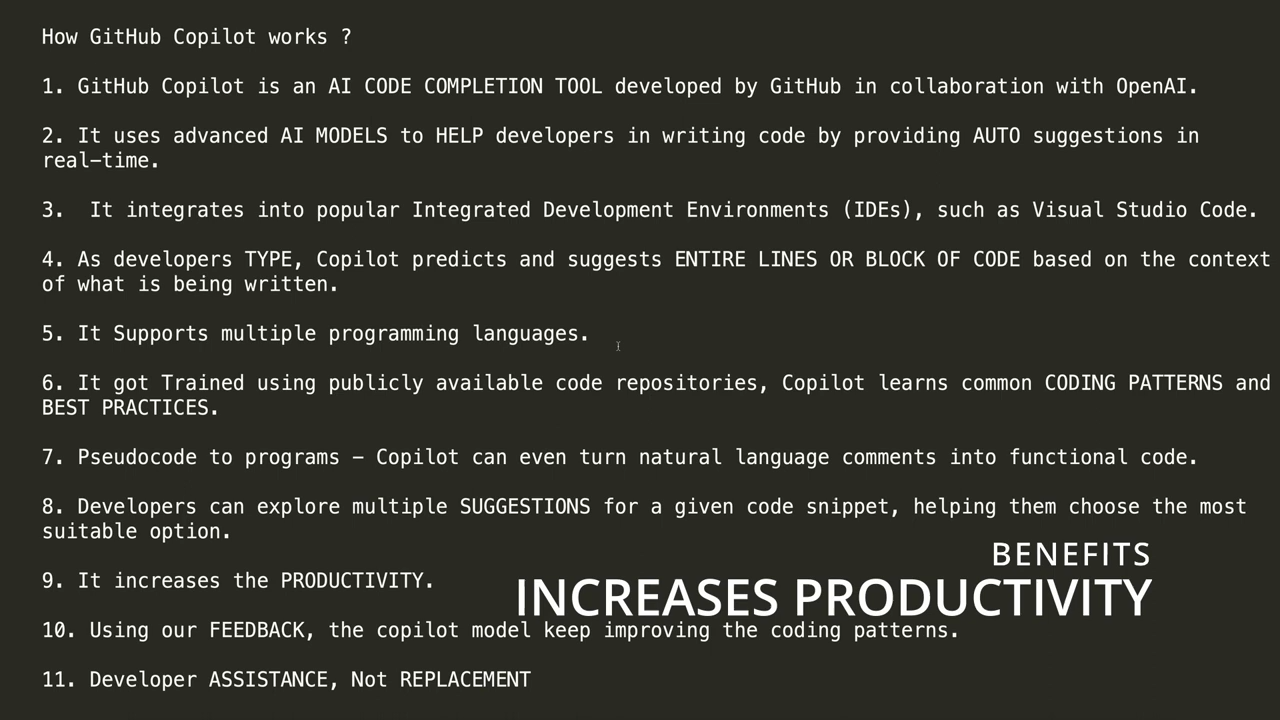 How GitHub Copilot works ?
1. GitHub Copilot is an AI CODE COMPLETION TOOL developed by GitHub in collaboration with OpenAI.
2. It uses advanced AI MODELS to HELP developers in writing code by providing AUTO suggestions in
real-time.
3.  It integrates into popular Integrated Development Environments (IDEs), such as Visual Studio Code.
4. As developers TYPE, Copilot predicts and suggests ENTIRE LINES OR BLOCK OF CODE based on the context
of what is being written.
5. It Supports multiple programming languages.
6. It got Trained using publicly available code repositories, Copilot learns common CODING PATTERNS and
BEST PRACTICES.
7. Pseudocode to programs - Copilot can even turn natural language comments into functional code.
8. Developers can explore multiple SUGGESTIONS for a given code snippet, helping them choose the most
suitable option.
BENEFITS
9. It increases the PRODUCTIVITY.
INCREASES PRODUCTIVITY
10. Using our FEEDBACK, the copilot model keep improving the coding patterns.
11. Developer ASSISTANCE, Not REPLACEMENT